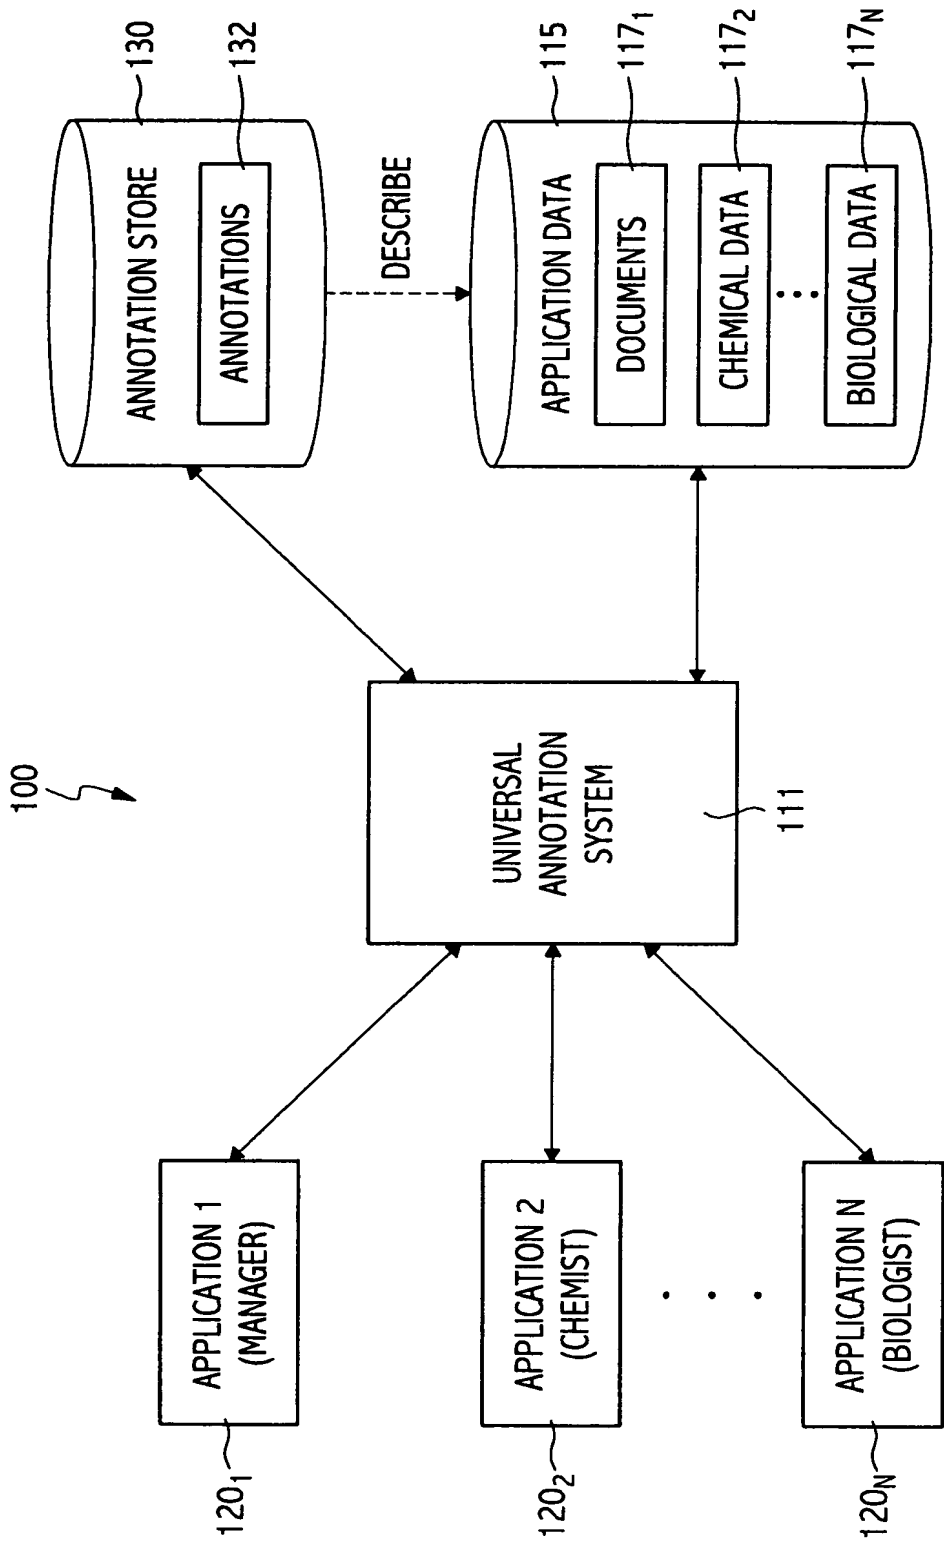 100
APPLICATION 1
(MANAGER)
120₁
APPLICATION 2
(CHEMIST)
120₂
. . .
APPLICATION N
(BIOLOGIST)
120N
UNIVERSAL
ANNOTATION
SYSTEM
111
ANNOTATION STORE
130
ANNOTATIONS
132
DESCRIBE
APPLICATION DATA
115
DOCUMENTS
117₁
CHEMICAL DATA
117₂
• • •
BIOLOGICAL DATA
117N